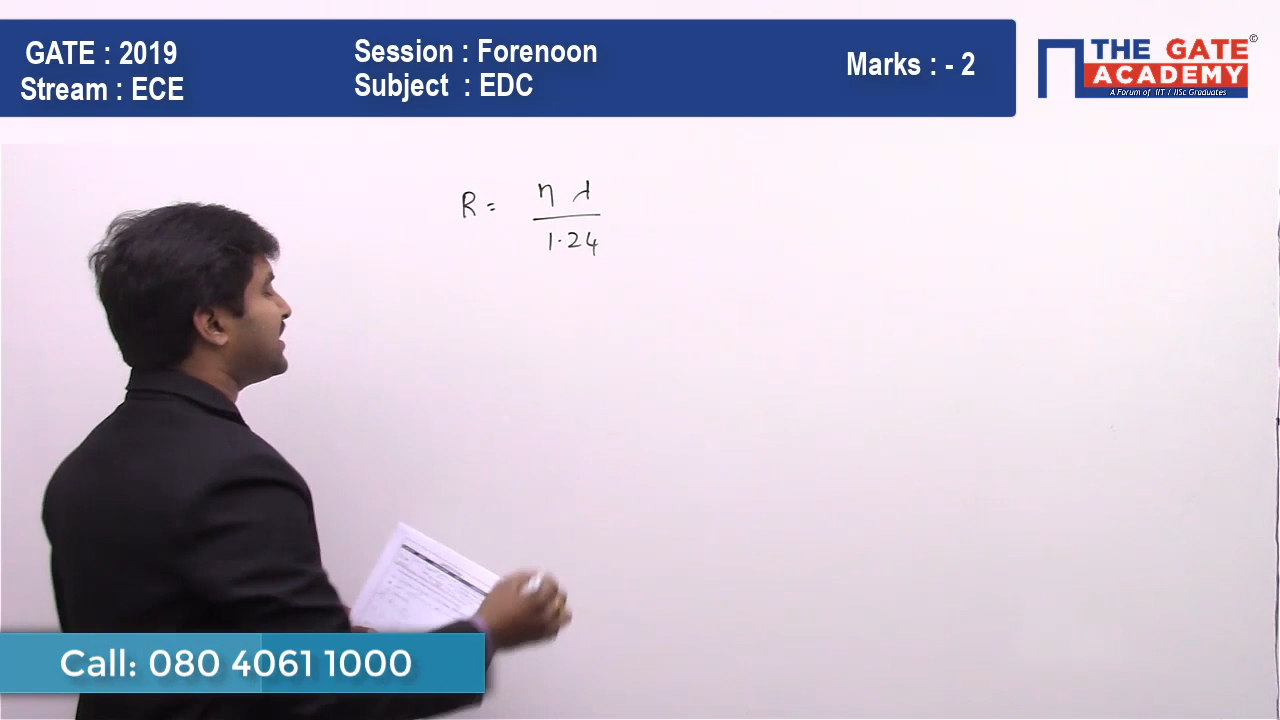 GATE : 2019
Stream : ECE
Session : Forenoon
Subject : EDC
Marks : - 2
THE GATE
ACADEMY
©
A Forum of IIT / IISc Graduates
R = η λ
1.24
Call: 080 4061 1000